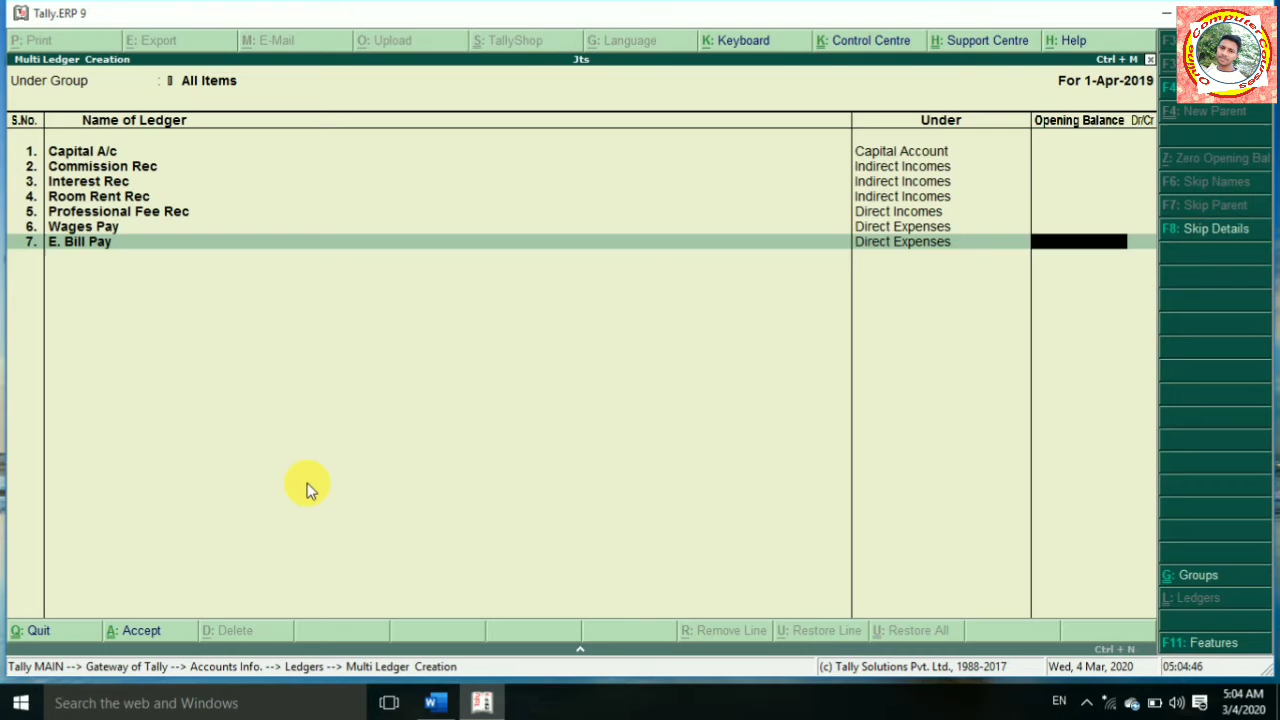 Tally.ERP 9
P: Print E: Export M: E-Mail O: Upload S: TallyShop G: Language K: Keyboard K: Control Centre H: Support Centre H: Help
Multi Ledger Creation Jts Ctrl + M
Under Group : All Items For 1-Apr-2019
S.No. Name of Ledger Under Opening Balance Dr/Cr
1. Capital A/c Capital Account
2. Commission Rec Indirect Incomes
3. Interest Rec Indirect Incomes
4. Room Rent Rec Indirect Incomes
5. Professional Fee Rec Direct Incomes
6. Wages Pay Direct Expenses
7. E. Bill Pay Direct Expenses
Online Computer Courses
F3
F3
F4
F4: New Parent
Z: Zero Opening Bal
F6: Skip Names
F7: Skip Parent
F8: Skip Details
G: Groups
L: Ledgers
F11: Features
Q: Quit A: Accept D: Delete R: Remove Line U: Restore Line U: Restore All
Ctrl + N
Tally MAIN --> Gateway of Tally --> Accounts Info. --> Ledgers --> Multi Ledger Creation (c) Tally Solutions Pvt. Ltd., 1988-2017 Wed, 4 Mar, 2020 05:04:46
Search the web and Windows EN 5:04 AM
3/4/2020